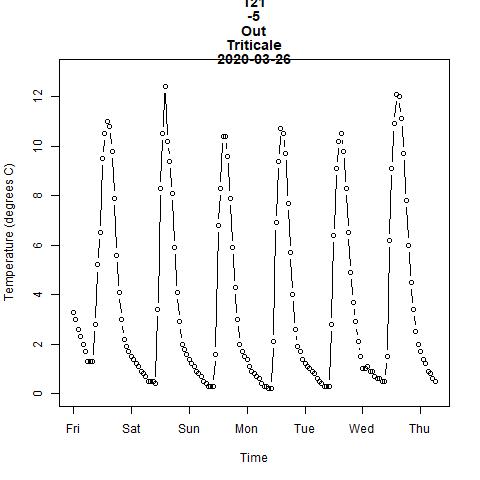 121
-5
Out
Triticale
2020-03-26
Temperature (degrees C)
12
10
8
6
4
2
0
Fri Sat Sun Mon Tue Wed Thu
Time